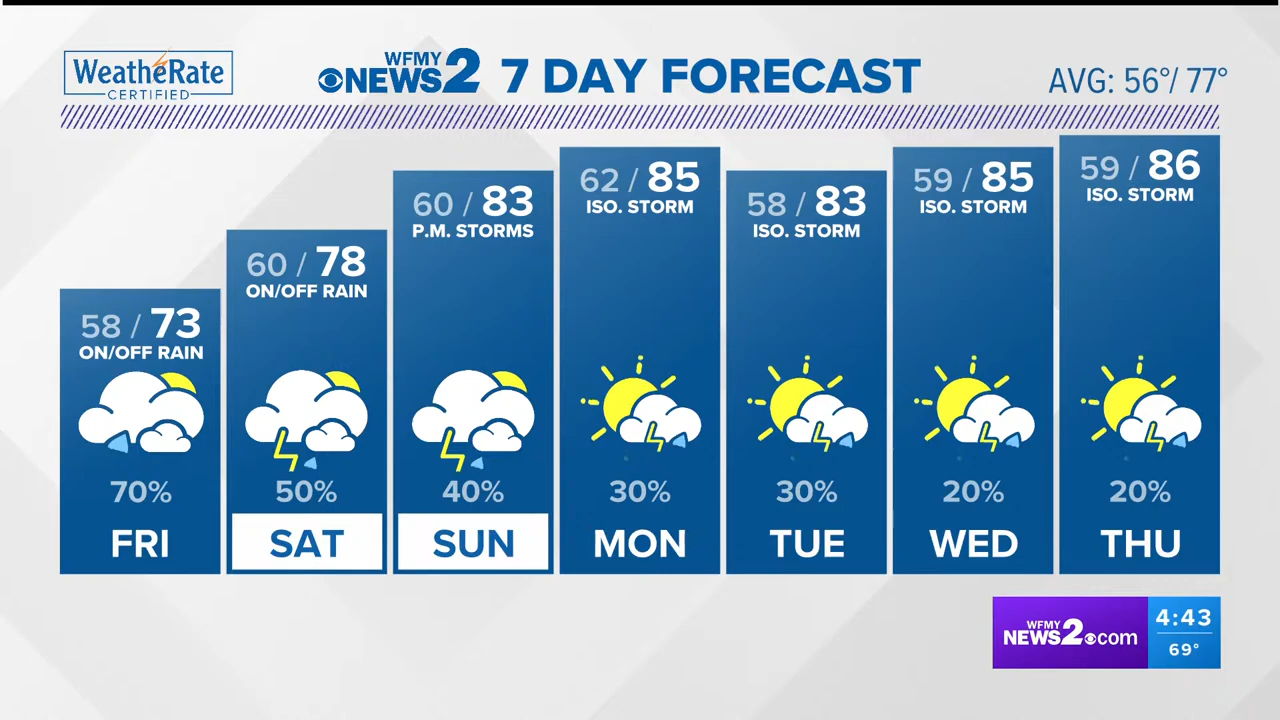 WeatheRate
CERTIFIED
WFMY
NEWS 2 7 DAY FORECAST
AVG: 56°/ 77°
58 / 73
ON/OFF RAIN
70%
FRI
60 / 78
ON/OFF RAIN
50%
SAT
60 / 83
P.M. STORMS
40%
SUN
62 / 85
ISO. STORM
30%
MON
58 / 83
ISO. STORM
30%
TUE
59 / 85
ISO. STORM
20%
WED
59 / 86
ISO. STORM
20%
THU
WFMY
NEWS 2 com
4:43
69°